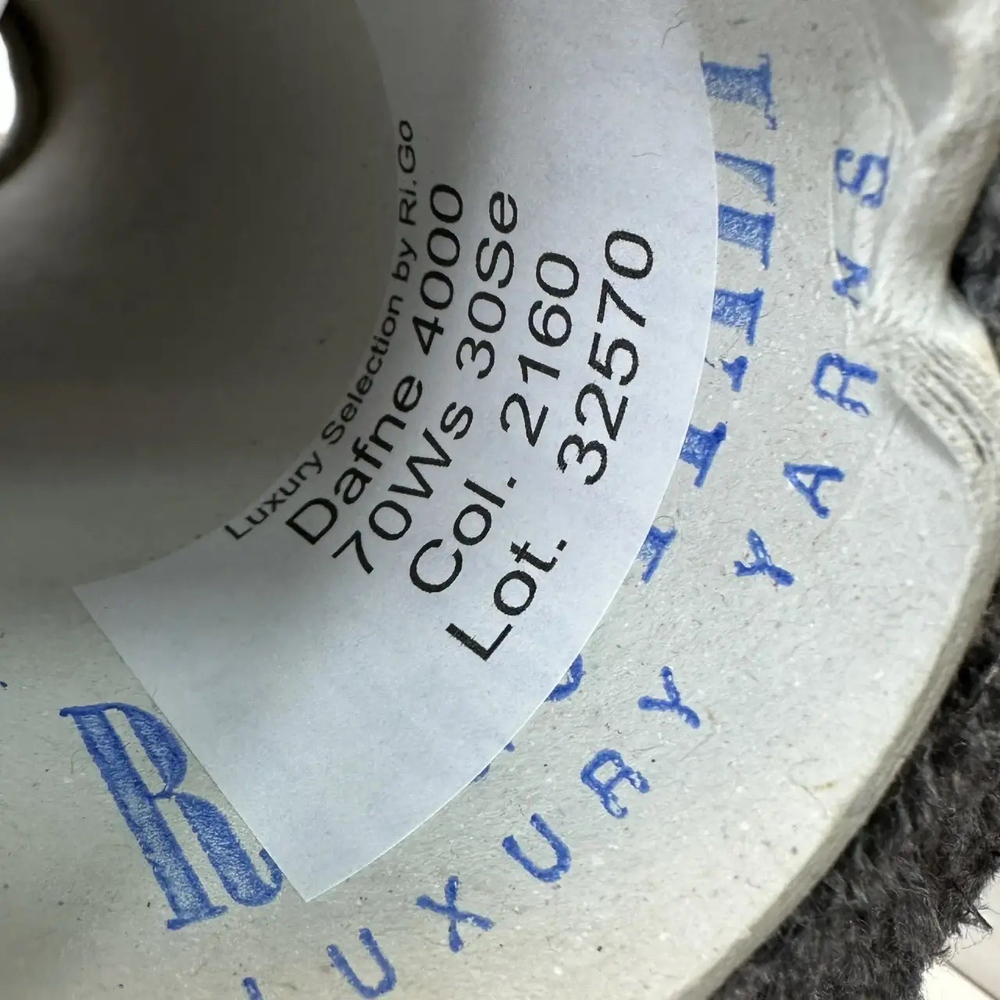 Luxury Selection by Ri.Go
Dafne 4000
70Ws 30Se
Col. 2160
Lot. 32570
R
LUXURY YARNS